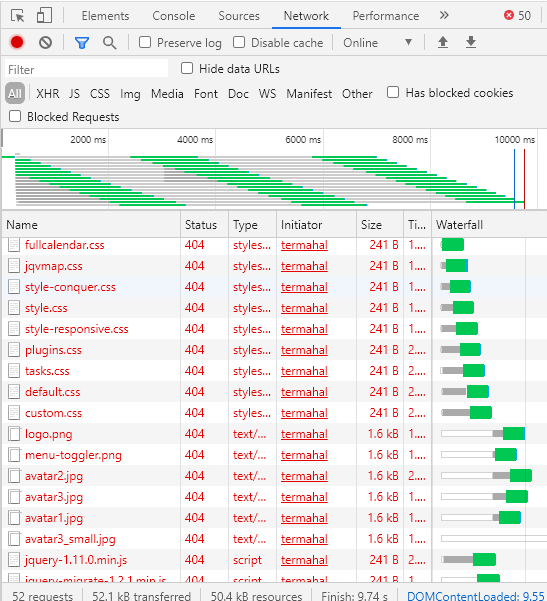 Elements Console Sources Network Performance » 50
Preserve log Disable cache Online
Filter Hide data URLs
All XHR JS CSS Img Media Font Doc WS Manifest Other Has blocked cookies
Blocked Requests
2000 ms 4000 ms 6000 ms 8000 ms 10000 ms
Name Status Type Initiator Size Ti... Waterfall
fullcalendar.css 404 styles... termahal 241 B 1....
jqvmap.css 404 styles... termahal 241 B 1....
style-conquer.css 404 styles... termahal 241 B 1....
style.css 404 styles... termahal 241 B 1....
style-responsive.css 404 styles... termahal 241 B 1....
plugins.css 404 styles... termahal 241 B 2....
tasks.css 404 styles... termahal 241 B 2....
default.css 404 styles... termahal 241 B 2....
custom.css 404 styles... termahal 241 B 2....
logo.png 404 text/... termahal 1.6 kB 1....
menu-toggler.png 404 text/... termahal 1.6 kB 1....
avatar2.jpg 404 text/... termahal 1.6 kB 2....
avatar3.jpg 404 text/... termahal 1.6 kB 1....
avatar1.jpg 404 text/... termahal 1.6 kB 1....
avatar3_small.jpg 404 text/... termahal 1.6 kB 1....
jquery-1.11.0.min.js 404 script termahal 241 B 2....
jquery-migrate-1.2.1.min.js 404 script termahal 241 B 2....
52 requests 52.1 kB transferred 50.4 kB resources Finish: 9.74 s DOMContentLoaded: 9.55